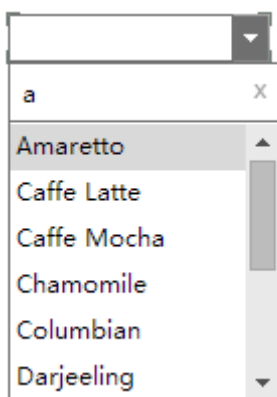 a x
Amaretto
Caffe Latte
Caffe Mocha
Chamomile
Columbian
Darjeeling